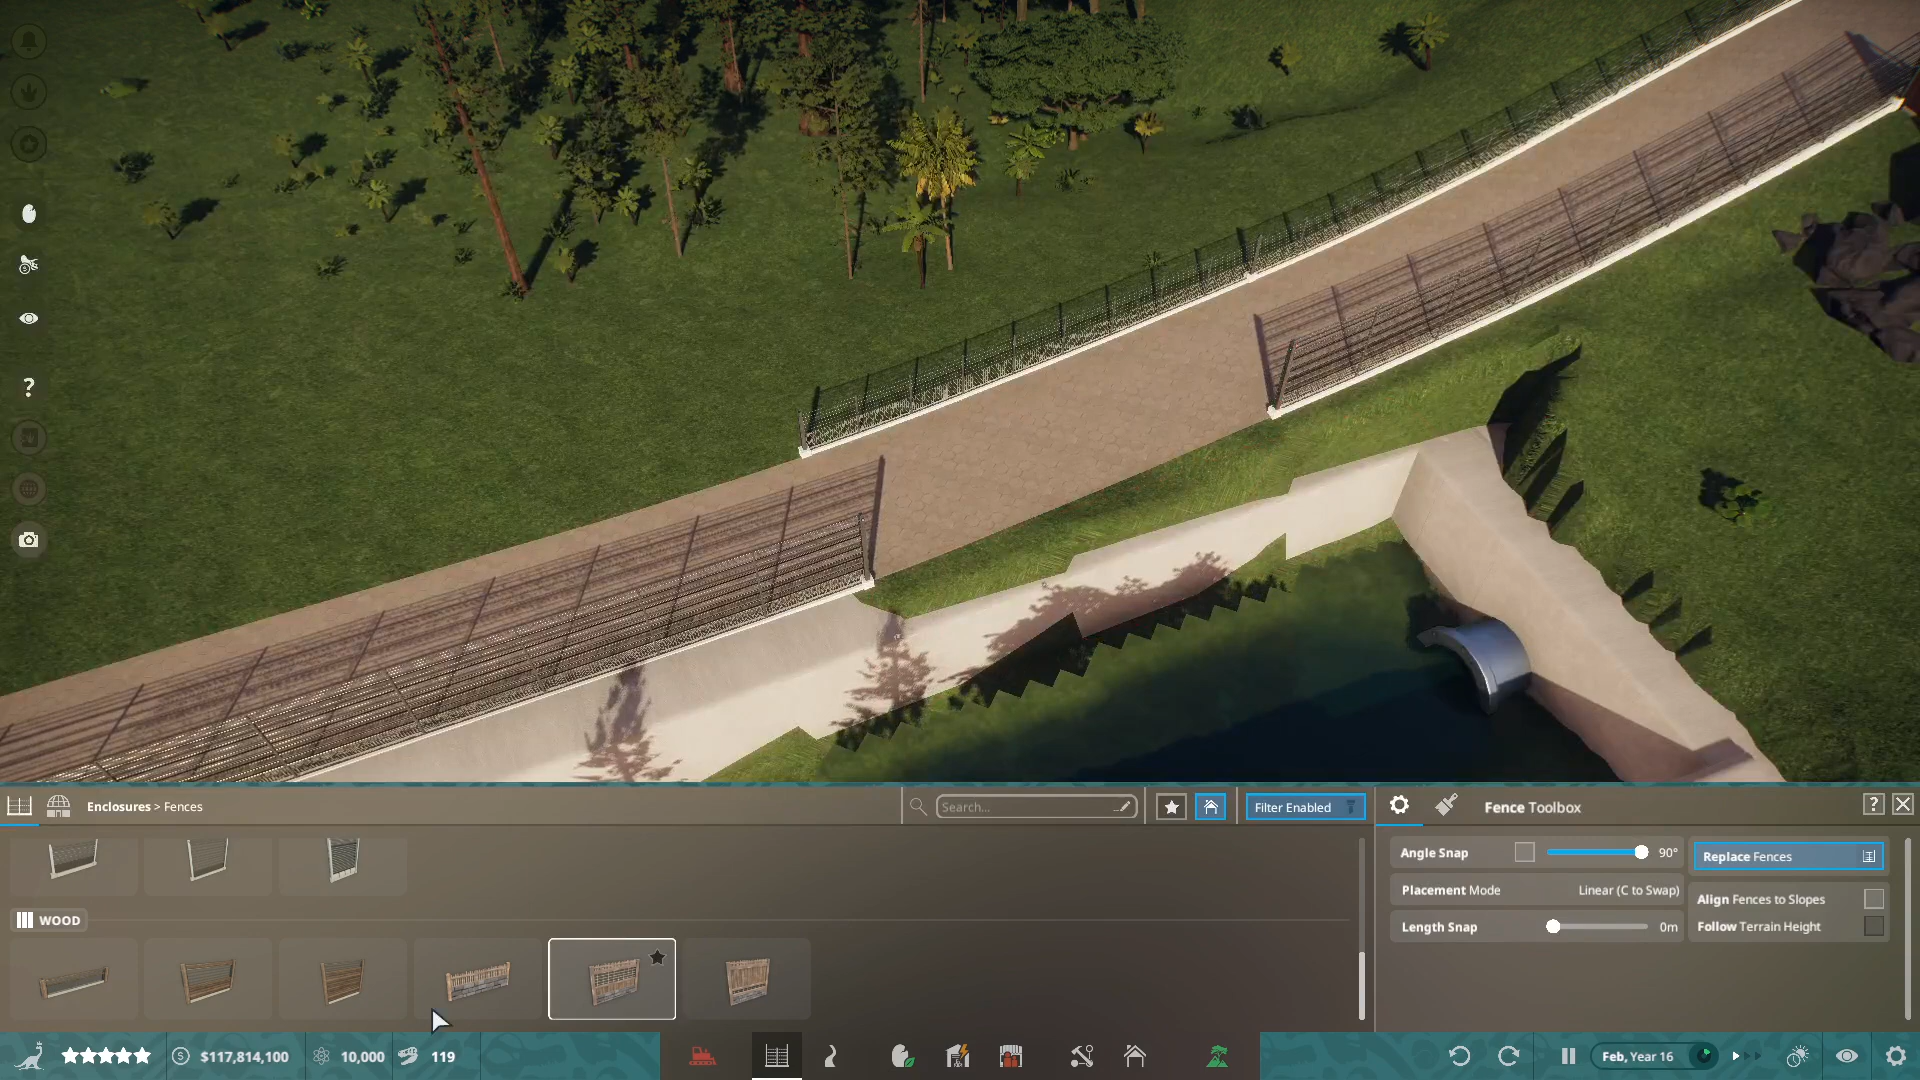 ?
Enclosures > Fences
Search...
Filter Enabled
Fence Toolbox
?
Angle Snap
90°
Replace Fences
Placement Mode
Linear (C to Swap)
Align Fences to Slopes
Length Snap
0m
Follow Terrain Height
WOOD
$117,814,100
10,000
119
Feb, Year 16